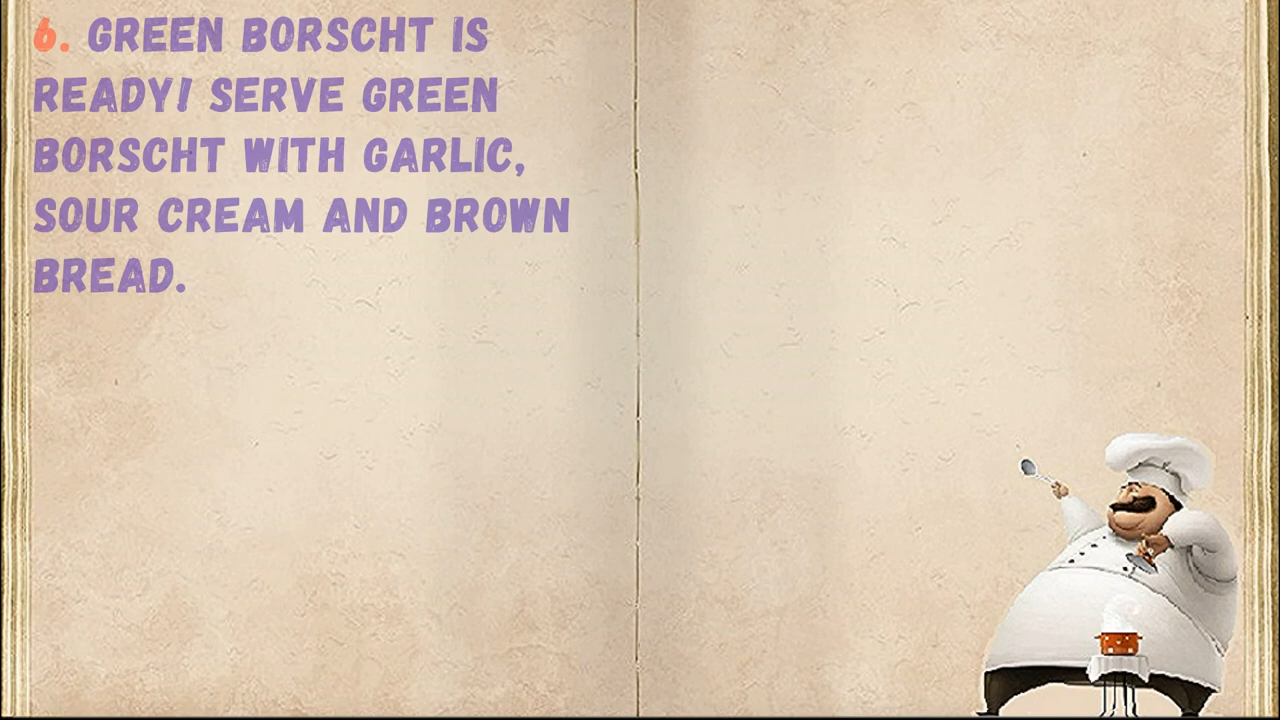 6. GREEN BORSCHT IS
READY! SERVE GREEN
BORSCHT WITH GARLIC,
SOUR CREAM AND BROWN
BREAD.